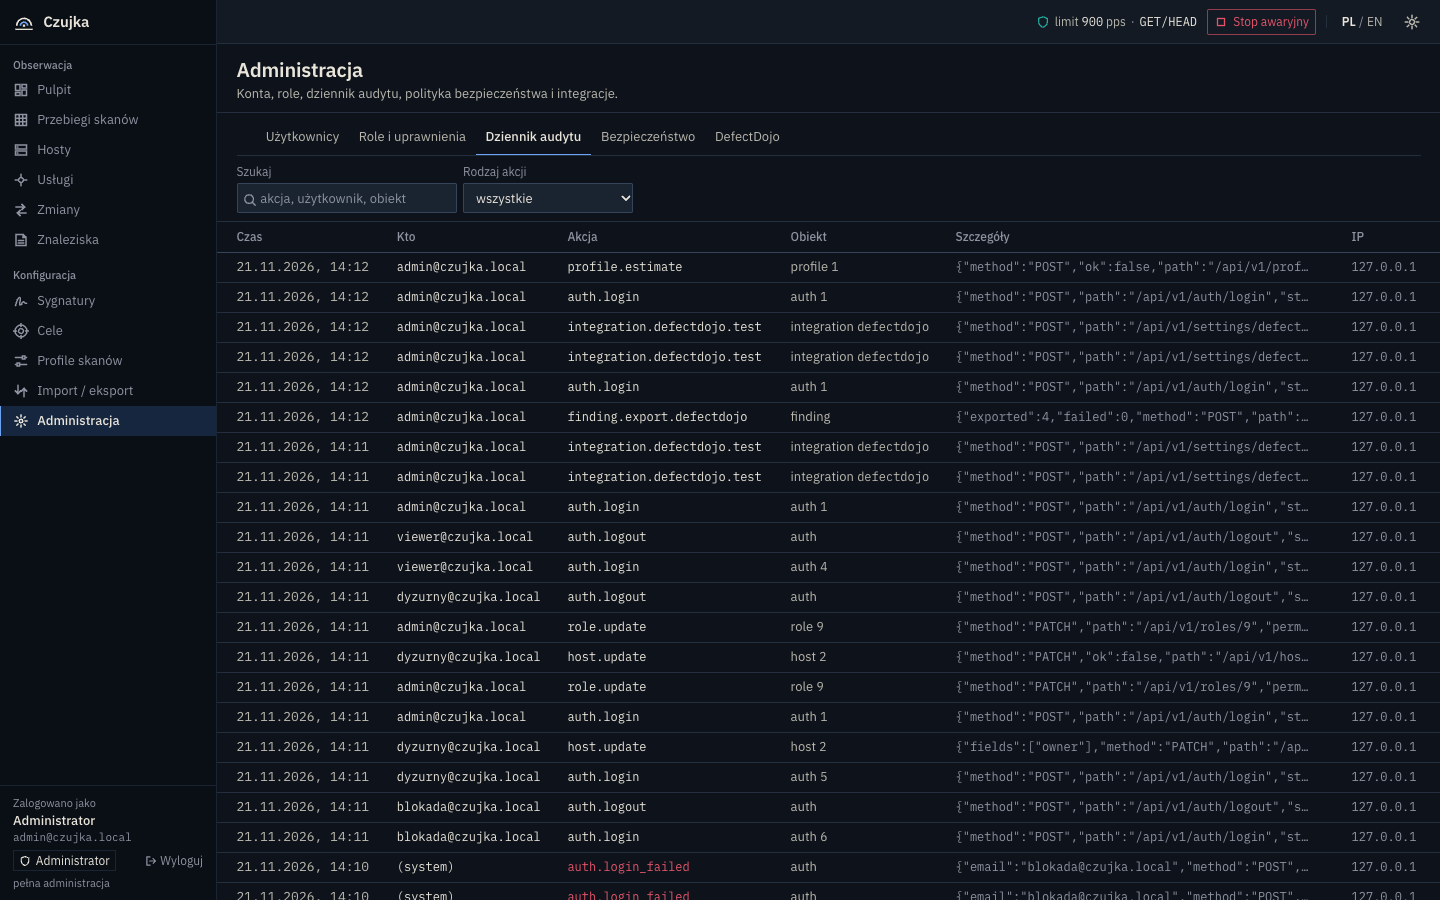 Czujka
limit 900 pps · GET/HEAD
Stop awaryjny
PL / EN
Obserwacja
Pulpit
Przebiegi skanów
Hosty
Usługi
Zmiany
Znaleziska
Konfiguracja
Sygnatury
Cele
Profile skanów
Import / eksport
Administracja
Zalogowano jako
Administrator
admin@czujka.local
Administrator
Wyloguj
pełna administracja
Administracja
Konta, role, dziennik audytu, polityka bezpieczeństwa i integracje.
Użytkownicy Role i uprawnienia Dziennik audytu Bezpieczeństwo DefectDojo
Szukaj Rodzaj akcji
akcja, użytkownik, obiekt wszystkie
Czas Kto Akcja Obiekt Szczegóły IP
21.11.2026, 14:12 admin@czujka.local profile.estimate profile 1 {"method":"POST","ok":false,"path":"/api/v1/prof… 127.0.0.1
21.11.2026, 14:12 admin@czujka.local auth.login auth 1 {"method":"POST","path":"/api/v1/auth/login","st… 127.0.0.1
21.11.2026, 14:12 admin@czujka.local integration.defectdojo.test integration defectdojo {"method":"POST","path":"/api/v1/settings/defect… 127.0.0.1
21.11.2026, 14:12 admin@czujka.local integration.defectdojo.test integration defectdojo {"method":"POST","path":"/api/v1/settings/defect… 127.0.0.1
21.11.2026, 14:12 admin@czujka.local auth.login auth 1 {"method":"POST","path":"/api/v1/auth/login","st… 127.0.0.1
21.11.2026, 14:12 admin@czujka.local finding.export.defectdojo finding {"exported":4,"failed":0,"method":"POST","path":… 127.0.0.1
21.11.2026, 14:11 admin@czujka.local integration.defectdojo.test integration defectdojo {"method":"POST","path":"/api/v1/settings/defect… 127.0.0.1
21.11.2026, 14:11 admin@czujka.local integration.defectdojo.test integration defectdojo {"method":"POST","path":"/api/v1/settings/defect… 127.0.0.1
21.11.2026, 14:11 admin@czujka.local auth.login auth 1 {"method":"POST","path":"/api/v1/auth/login","st… 127.0.0.1
21.11.2026, 14:11 viewer@czujka.local auth.logout auth {"method":"POST","path":"/api/v1/auth/logout","s… 127.0.0.1
21.11.2026, 14:11 viewer@czujka.local auth.login auth 4 {"method":"POST","path":"/api/v1/auth/login","st… 127.0.0.1
21.11.2026, 14:11 dyzurny@czujka.local auth.logout auth {"method":"POST","path":"/api/v1/auth/logout","s… 127.0.0.1
21.11.2026, 14:11 admin@czujka.local role.update role 9 {"method":"PATCH","path":"/api/v1/roles/9","perm… 127.0.0.1
21.11.2026, 14:11 dyzurny@czujka.local host.update host 2 {"method":"PATCH","ok":false,"path":"/api/v1/hos… 127.0.0.1
21.11.2026, 14:11 admin@czujka.local role.update role 9 {"method":"PATCH","path":"/api/v1/roles/9","perm… 127.0.0.1
21.11.2026, 14:11 admin@czujka.local auth.login auth 1 {"method":"POST","path":"/api/v1/auth/login","st… 127.0.0.1
21.11.2026, 14:11 dyzurny@czujka.local host.update host 2 {"fields":["owner"],"method":"PATCH","path":"/ap… 127.0.0.1
21.11.2026, 14:11 dyzurny@czujka.local auth.login auth 5 {"method":"POST","path":"/api/v1/auth/login","st… 127.0.0.1
21.11.2026, 14:11 blokada@czujka.local auth.logout auth {"method":"POST","path":"/api/v1/auth/logout","s… 127.0.0.1
21.11.2026, 14:11 blokada@czujka.local auth.login auth 6 {"method":"POST","path":"/api/v1/auth/login","st… 127.0.0.1
21.11.2026, 14:10 (system) auth.login_failed auth {"email":"blokada@czujka.local","method":"POST",… 127.0.0.1
21.11.2026, 14:10 (system) auth.login_failed auth {"email":"blokada@czujka.local","method":"POST",… 127.0.0.1